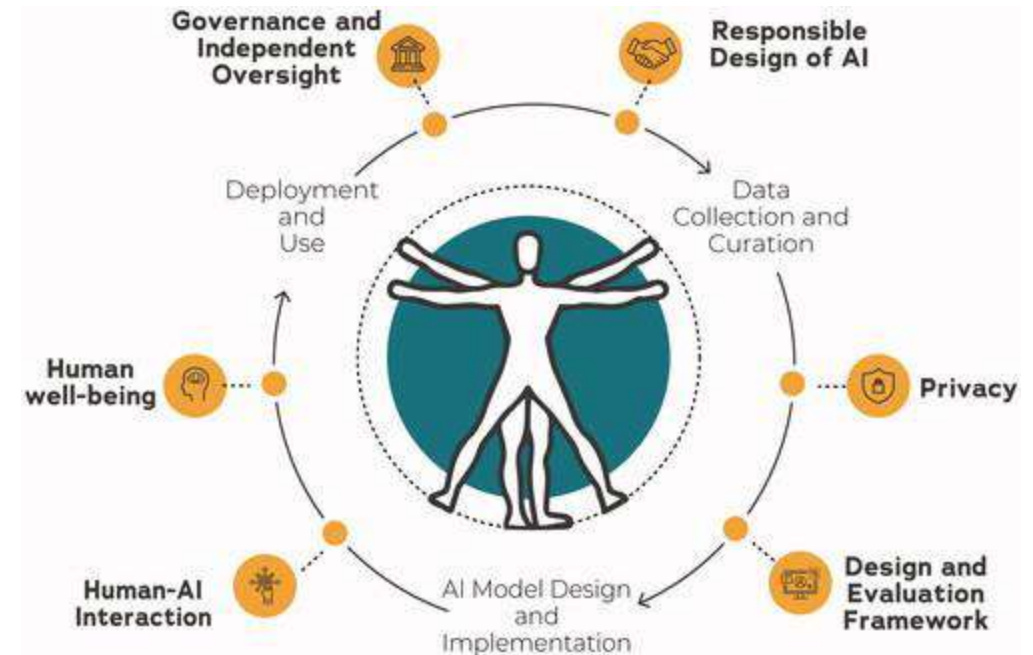 Governance and
Independent
Oversight
Responsible
Design of AI
Deployment
and
Use
Data
Collection and
Curation
Human
well-being
Privacy
Human-AI
Interaction
AI Model Design
and
Implementation
Design and
Evaluation
Framework